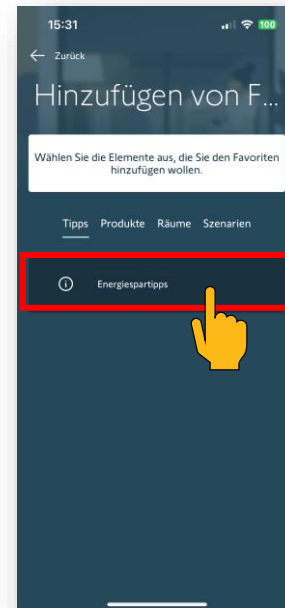 15:31
100
Zurück
Hinzufügen von F...
Wählen Sie die Elemente aus, die Sie den Favoriten
hinzufügen wollen.
Tipps Produkte Räume Szenarien
Energiespartipps